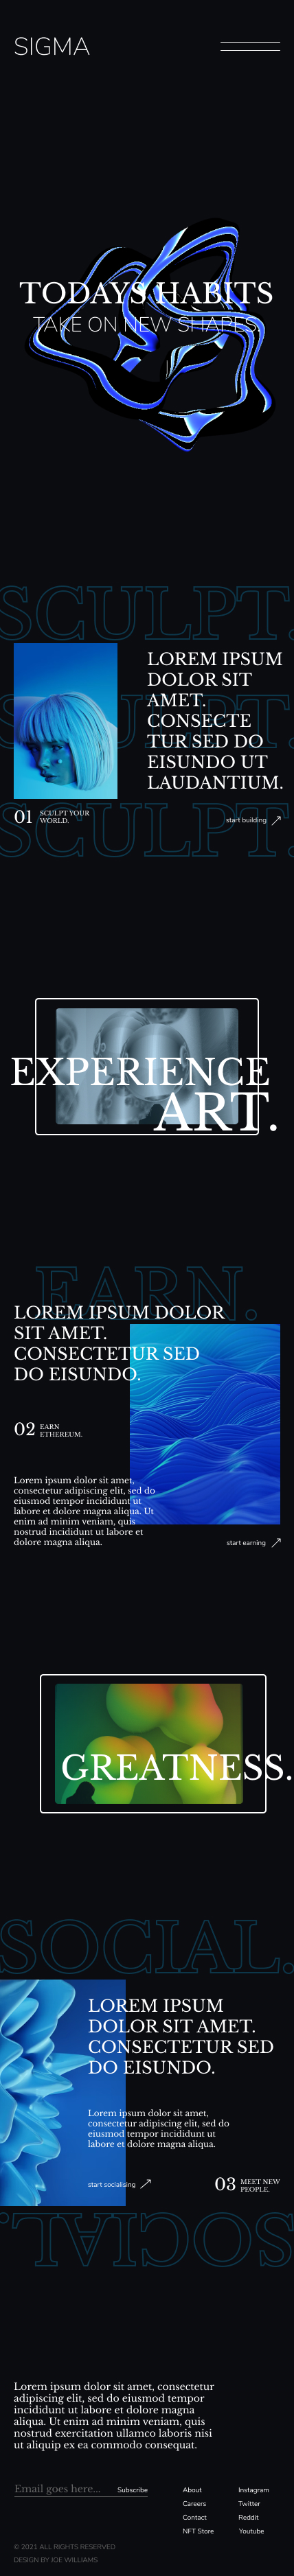 SIGMA
TODAYS HABITS
TAKE ON NEW SHAPES.
SCULPT.
LOREM IPSUM
DOLOR SIT
AMET.
SCULPT.
CONSECTE
TUR SED DO
EISUNDO UT
LAUDANTIUM.
SCULPT.
01 SCULPT YOUR
WORLD.
start building
EXPERIENCE
ART.
EARN.
LOREM IPSUM DOLOR
SIT AMET.
CONSECTETUR SED
DO EISUNDO.
02 EARN
ETHEREUM.
Lorem ipsum dolor sit amet,
consectetur adipiscing elit, sed do
eiusmod tempor incididunt ut
labore et dolore magna aliqua. Ut
enim ad minim veniam, quis
nostrud incididunt ut labore et
dolore magna aliqua.
start earning
GREATNESS.
SOCIAL.
LOREM IPSUM
DOLOR SIT AMET.
CONSECTETUR SED
DO EISUNDO.
Lorem ipsum dolor sit amet,
consectetur adipiscing elit, sed do
eiusmod tempor incididunt ut
labore et dolore magna aliqua.
start socialising
03 MEET NEW
PEOPLE.
SOCIAL.
Lorem ipsum dolor sit amet, consectetur
adipiscing elit, sed do eiusmod tempor
incididunt ut labore et dolore magna
aliqua. Ut enim ad minim veniam, quis
nostrud exercitation ullamco laboris nisi
ut aliquip ex ea commodo consequat.
Email goes here...
Subscribe
About
Careers
Contact
NFT Store
Instagram
Twitter
Reddit
Youtube
© 2021 ALL RIGHTS RESERVED
DESIGN BY JOE WILLIAMS